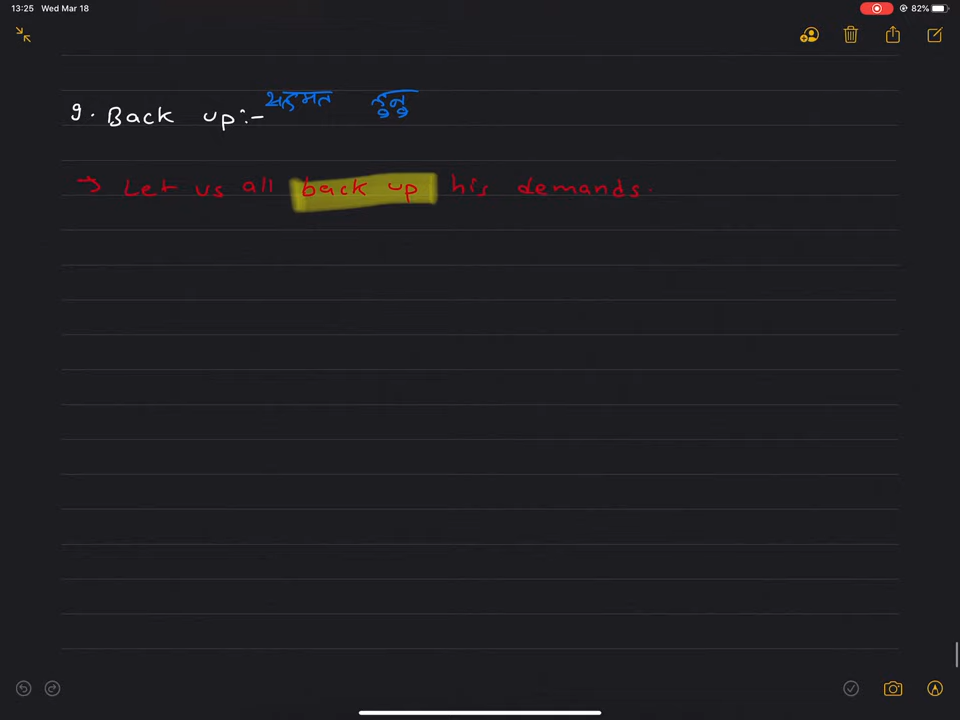 13:25 Wed Mar 18
82%
9. Back up:- सहमत हुनु
→ Let us all back up his demands.